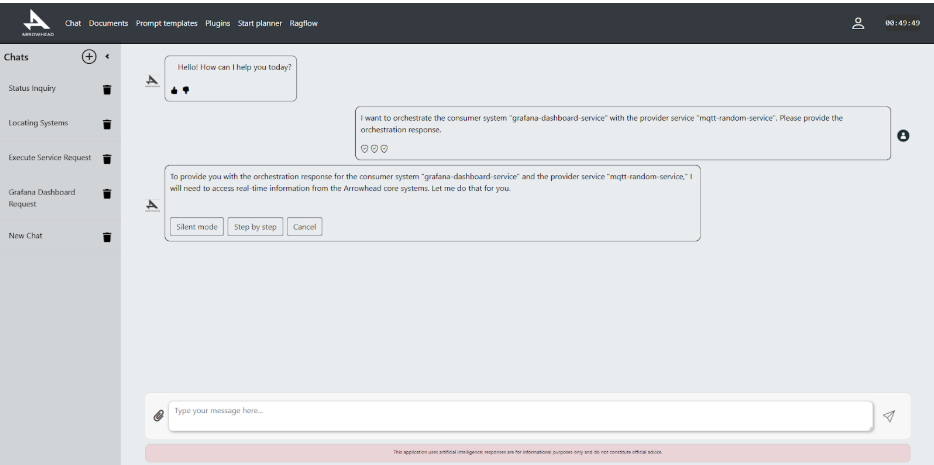 ARROWHEAD
Chat Documents Prompt templates Plugins Start planner Ragflow
00:49:49
Chats
Status Inquiry
Locating Systems
Execute Service Request
Grafana Dashboard
Request
New Chat
Hello! How can I help you today?
I want to orchestrate the consumer system "grafana-dashboard-service" with the provider service "mqtt-random-service". Please provide the
orchestration response.
To provide you with the orchestration response for the consumer system "grafana-dashboard-service" and the provider service "mqtt-random-service," I
will need to access real-time information from the Arrowhead core systems. Let me do that for you.
Silent mode Step by step Cancel
Type your message here...
This application uses artificial intelligence; responses are for informational purposes only and do not constitute official advice.